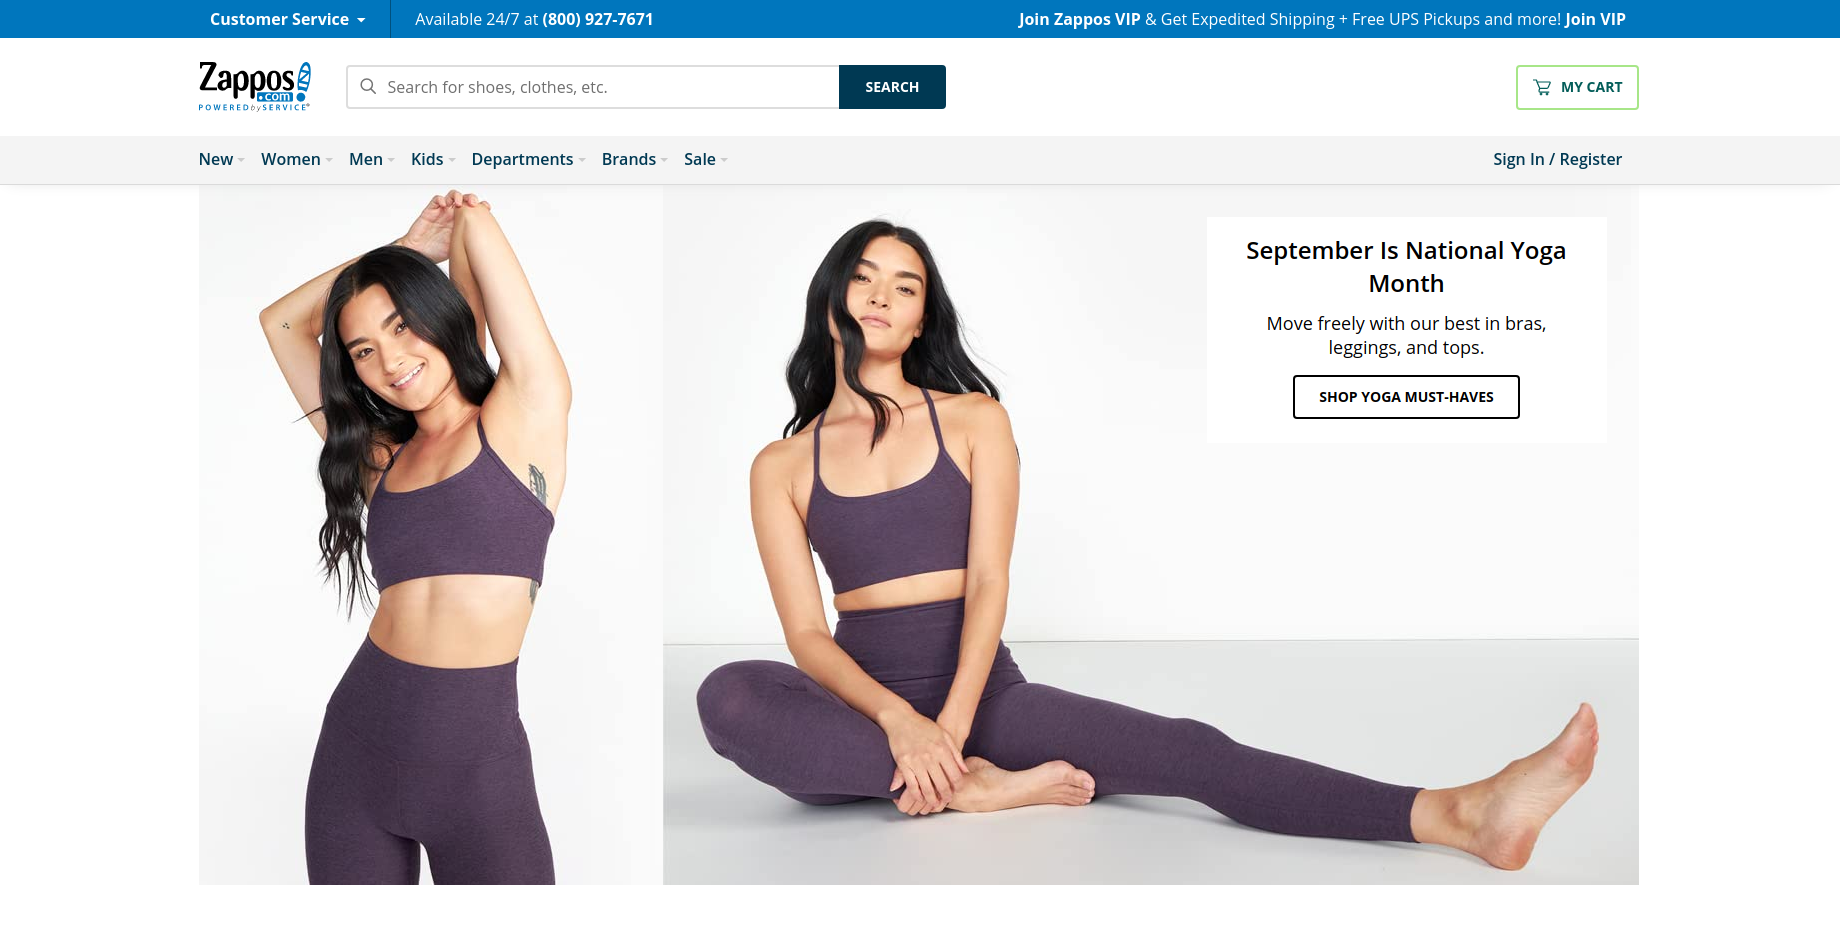 Customer Service
Available 24/7 at (800) 927-7671
Join Zappos VIP & Get Expedited Shipping + Free UPS Pickups and more! Join VIP
Zappos
.com
POWERED by SERVICE®
Search for shoes, clothes, etc.
SEARCH
MY CART
New
Women
Men
Kids
Departments
Brands
Sale
Sign In / Register
September Is National Yoga
Month
Move freely with our best in bras,
leggings, and tops.
SHOP YOGA MUST-HAVES